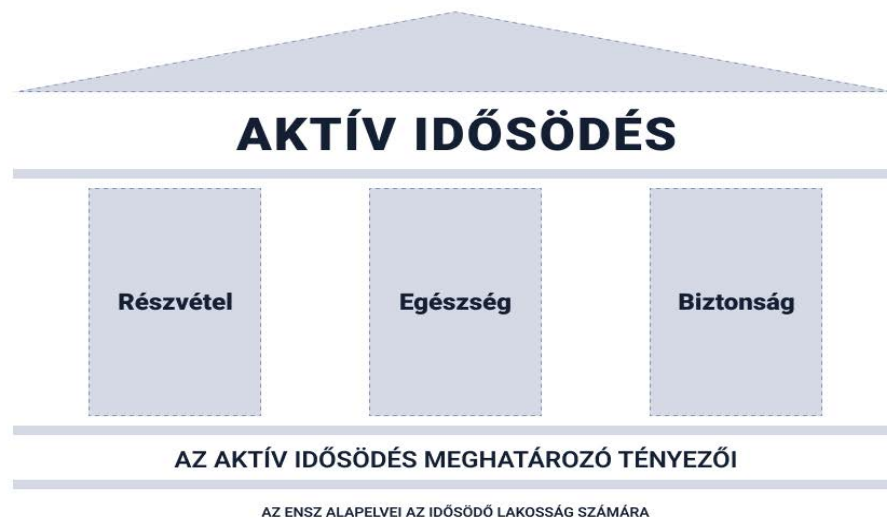 AKTÍV IDŐSÖDÉS
Részvétel
Egészség
Biztonság
AZ AKTÍV IDŐSÖDÉS MEGHATÁROZÓ TÉNYEZŐI
AZ ENSZ ALAPELVEI AZ IDŐSÖDŐ LAKOSSÁG SZÁMÁRA